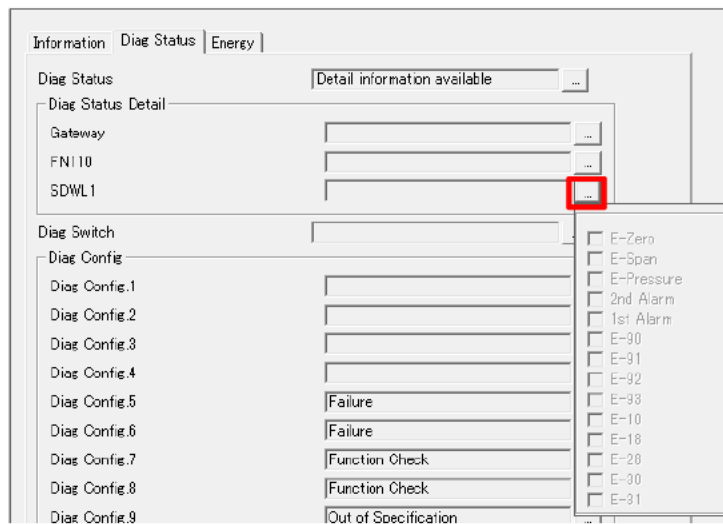 Information Diag Status Energy
Diag Status Detail information available ...
Diag Status Detail
Gateway ...
FN110 ...
SDWL1 ...
Diag Switch
Diag Config
Diag Config.1
Diag Config.2
Diag Config.3
Diag Config.4
Diag Config.5 Failure
Diag Config.6 Failure
Diag Config.7 Function Check
Diag Config.8 Function Check
Diag Config.9 Out of Specification ...
E-Zero
E-Span
E-Pressure
2nd Alarm
1st Alarm
E-90
E-91
E-92
E-93
E-10
E-18
E-28
E-30
E-31